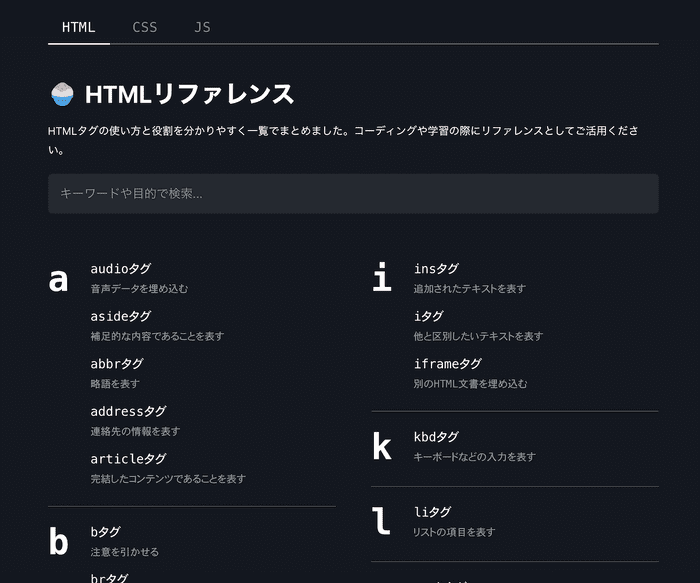 HTML CSS JS
HTMLリファレンス
HTMLタグの使い方と役割を分かりやすく一覧でまとめました。コーディングや学習の際にリファレンスとしてご活用くださ
い。
キーワードや目的で検索...
a
audioタグ
音声データを埋め込む
asideタグ
補足的な内容であることを表す
abbrタグ
略語を表す
addressタグ
連絡先の情報を表す
articleタグ
完結したコンテンツであることを表す
b
bタグ
注意を引かせる
brタグ
i
insタグ
追加されたテキストを表す
iタグ
他と区別したいテキストを表す
iframeタグ
別のHTML文書を埋め込む
k
kbdタグ
キーボードなどの入力を表す
l
liタグ
リストの項目を表す